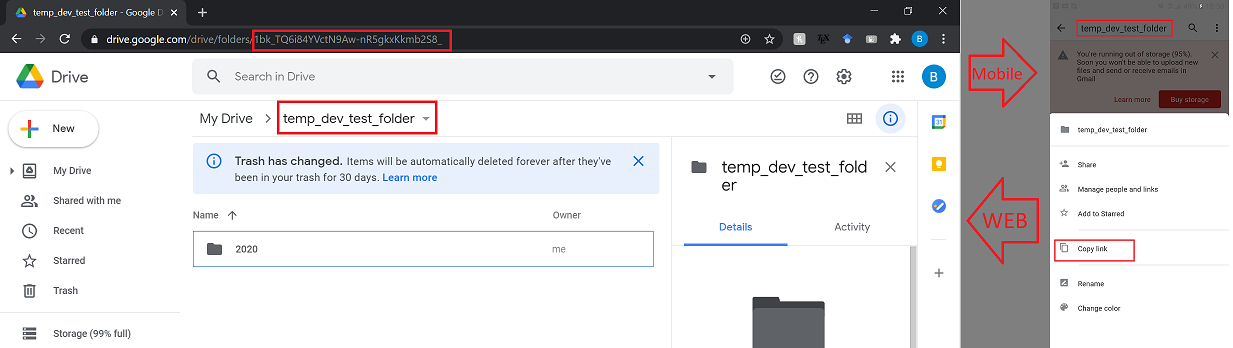 temp_dev_test_folder - Google D
drive.google.com/drive/folders/1bk_TQ6i84YVctN9Aw-nR5gkxKkmb2S8_
B
Drive
Search in Drive
B
New
My Drive
Shared with me
Recent
Starred
Trash
Storage (99% full)
My Drive > temp_dev_test_folder
Trash has changed. Items will be automatically deleted forever after they've
been in your trash for 30 days. Learn more
Name
Owner
2020
me
temp_dev_test_fold
er
Details
Activity
31
Mobile
WEB
temp_dev_test_folder
You're running out of storage (95%).
Soon you won't be able to upload new
files and send or receive emails in
Gmail
Learn more
Buy storage
temp_dev_test_folder
Share
Manage people and links
Add to Starred
Copy link
Rename
Change color